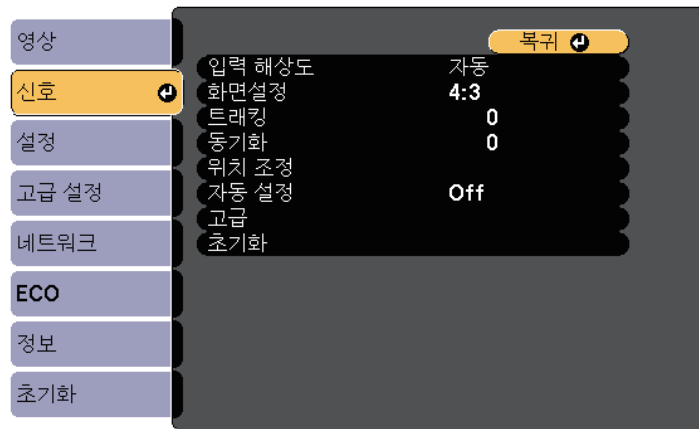 영상
신호
설정
고급 설정
네트워크
ECO
정보
초기화
복귀
입력 해상도 자동
화면설정 4:3
트래킹 0
동기화 0
위치 조정
자동 설정 Off
고급
초기화